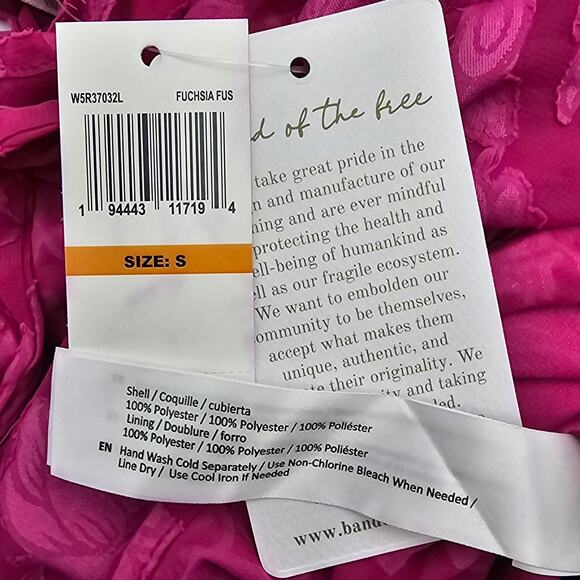 W5R37032L FUCHSIA FUS
1 94443 11719 4
SIZE: S
d of the free
take great pride in the
n and manufacture of our
ning and are ever mindful
protecting the health and
ell-being of humankind as
ll as our fragile ecosystem.
We want to embolden our
ommunity to be themselves,
accept what makes them
unique, authentic, and
te their originality. We
ity and taking
led.
www.band
Shell / Coquille / cubierta
100% Polyester / 100% Polyester / 100% Poliéster
Lining / Doublure / forro
100% Polyester / 100% Polyester / 100% Poliéster
EN Hand Wash Cold Separately / Use Non-Chlorine Bleach When Needed /
Line Dry / Use Cool Iron If Needed